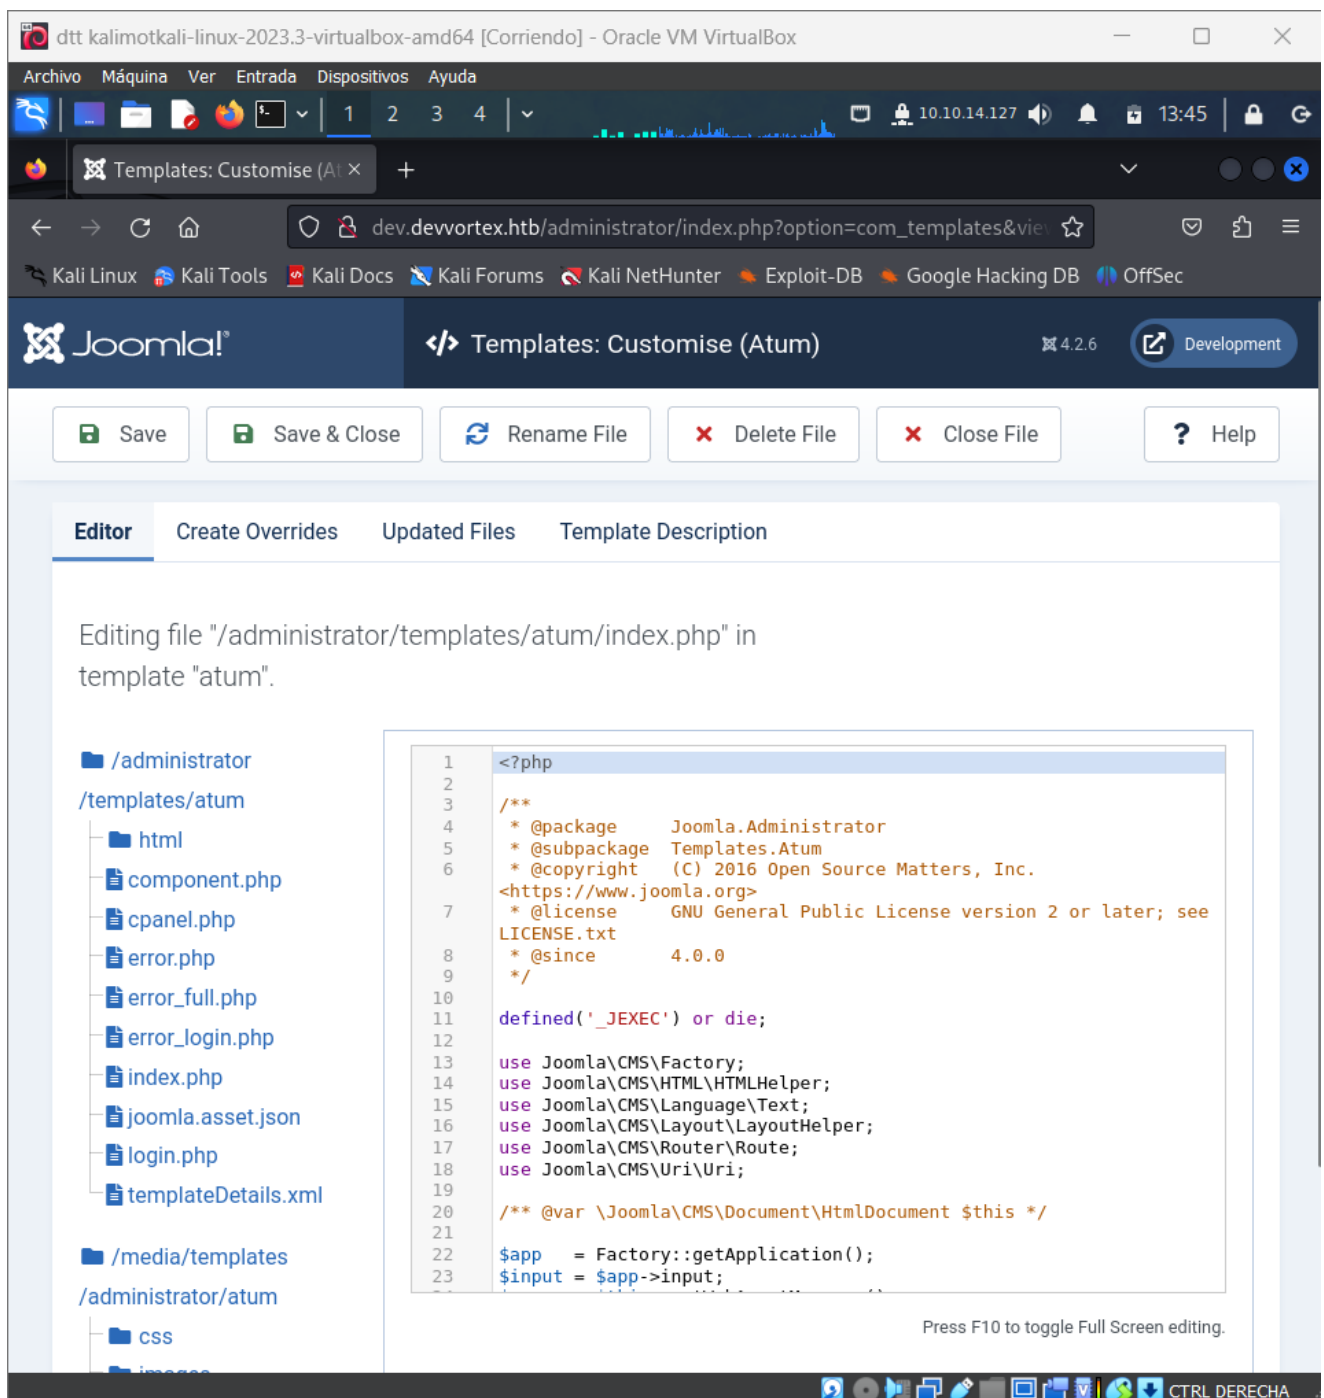 dtt kalimotkali-linux-2023.3-virtualbox-amd64 [Corriendo] - Oracle VM VirtualBox
Archivo Máquina Ver Entrada Dispositivos Ayuda
1 2 3 4 10.10.14.127 13:45
Templates: Customise (At
dev.devvortex.htb/administrator/index.php?option=com_templates&vie
Kali Linux Kali Tools Kali Docs Kali Forums Kali NetHunter Exploit-DB Google Hacking DB OffSec
Joomla!® </> Templates: Customise (Atum) 4.2.6 Development
Save Save & Close Rename File Delete File Close File ? Help
Editor Create Overrides Updated Files Template Description
Editing file "/administrator/templates/atum/index.php" in
template "atum".
/administrator
/templates/atum
html
component.php
cpanel.php
error.php
error_full.php
error_login.php
index.php
joomla.asset.json
login.php
templateDetails.xml
/media/templates
/administrator/atum
css
images
1 <?php
2
3 /**
4 * @package Joomla.Administrator
5 * @subpackage Templates.Atum
6 * @copyright (C) 2016 Open Source Matters, Inc.
<https://www.joomla.org>
7 * @license GNU General Public License version 2 or later; see
LICENSE.txt
8 * @since 4.0.0
9 */
10
11 defined('_JEXEC') or die;
12
13 use Joomla\CMS\Factory;
14 use Joomla\CMS\HTML\HTMLHelper;
15 use Joomla\CMS\Language\Text;
16 use Joomla\CMS\Layout\LayoutHelper;
17 use Joomla\CMS\Router\Route;
18 use Joomla\CMS\Uri\Uri;
19
20 /** @var \Joomla\CMS\Document\HtmlDocument $this */
21
22 $app = Factory::getApplication();
23 $input = $app->input;
Press F10 to toggle Full Screen editing.
CTRL DERECHA